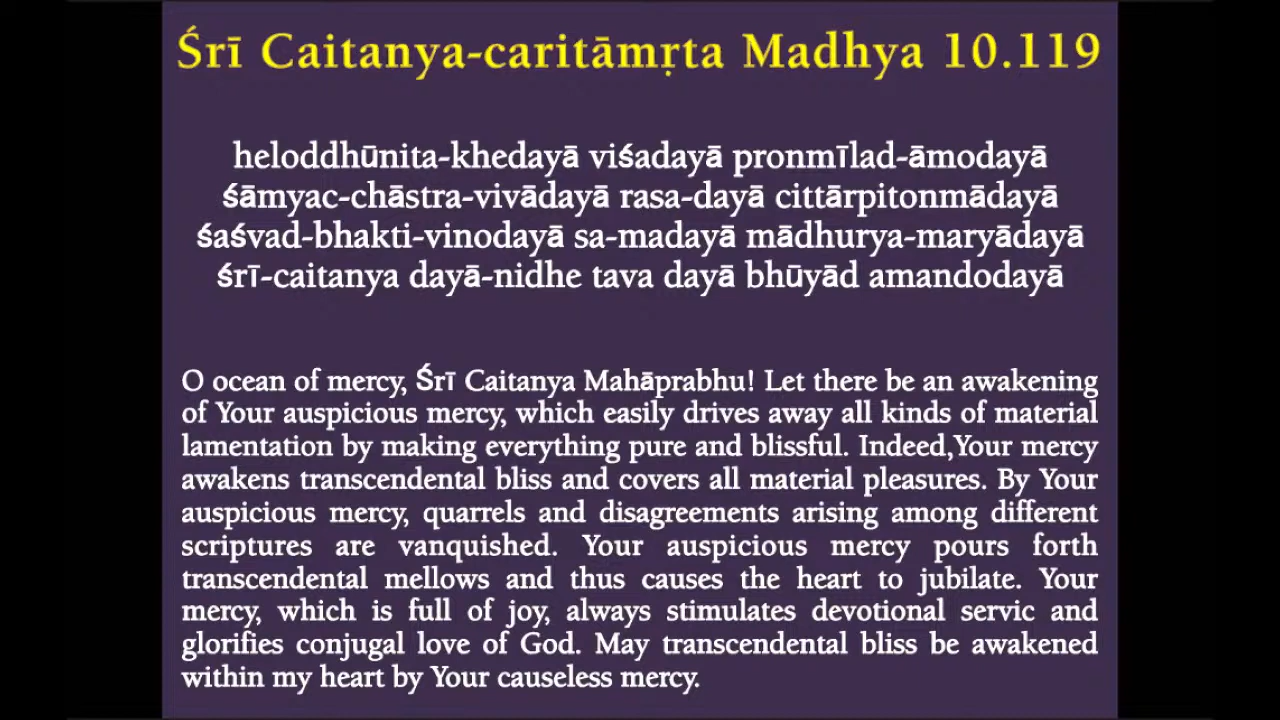 Śrī Caitanya-caritāmṛta Madhya 10.119
heloddhūnita-khedayā viśadayā pronmīlad-āmodayā
śāmyac-chāstra-vivādayā rasa-dayā cittārpitonmādayā
śaśvad-bhakti-vinodayā sa-madayā mādhurya-maryādayā
śrī-caitanya dayā-nidhe tava dayā bhūyād amandodayā
O ocean of mercy, Śrī Caitanya Mahāprabhu! Let there be an awakening
of Your auspicious mercy, which easily drives away all kinds of material
lamentation by making everything pure and blissful. Indeed,Your mercy
awakens transcendental bliss and covers all material pleasures. By Your
auspicious mercy, quarrels and disagreements arising among different
scriptures are vanquished. Your auspicious mercy pours forth
transcendental mellows and thus causes the heart to jubilate. Your
mercy, which is full of joy, always stimulates devotional servic and
glorifies conjugal love of God. May transcendental bliss be awakened
within my heart by Your causeless mercy.